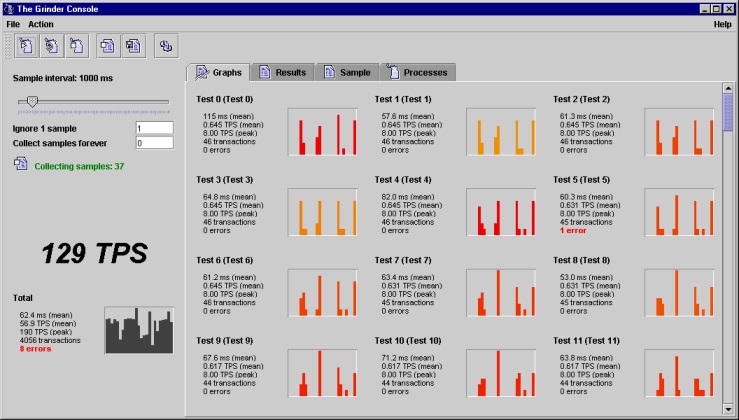 The Grinder Console
File Action Help
Sample interval: 1000 ms
Ignore 1 sample 1
Collect samples forever 0
Collecting samples: 37
129 TPS
Total
62.4 ms (mean)
56.9 TPS (mean)
190 TPS (peak)
4056 transactions
8 errors
Graphs Results Sample Processes
Test 0 (Test 0)
115 ms (mean)
0.645 TPS (mean)
8.00 TPS (peak)
46 transactions
0 errors
Test 1 (Test 1)
57.6 ms (mean)
0.645 TPS (mean)
8.00 TPS (peak)
46 transactions
0 errors
Test 2 (Test 2)
61.3 ms (mean)
0.645 TPS (mean)
8.00 TPS (peak)
46 transactions
0 errors
Test 3 (Test 3)
64.8 ms (mean)
0.645 TPS (mean)
8.00 TPS (peak)
46 transactions
0 errors
Test 4 (Test 4)
82.0 ms (mean)
0.645 TPS (mean)
8.00 TPS (peak)
46 transactions
0 errors
Test 5 (Test 5)
60.3 ms (mean)
0.631 TPS (mean)
8.00 TPS (peak)
45 transactions
1 error
Test 6 (Test 6)
61.2 ms (mean)
0.645 TPS (mean)
8.00 TPS (peak)
46 transactions
0 errors
Test 7 (Test 7)
63.4 ms (mean)
0.631 TPS (mean)
8.00 TPS (peak)
45 transactions
0 errors
Test 8 (Test 8)
53.0 ms (mean)
0.631 TPS (mean)
8.00 TPS (peak)
45 transactions
0 errors
Test 9 (Test 9)
67.6 ms (mean)
0.617 TPS (mean)
8.00 TPS (peak)
44 transactions
0 errors
Test 10 (Test 10)
71.2 ms (mean)
0.617 TPS (mean)
8.00 TPS (peak)
44 transactions
0 errors
Test 11 (Test 11)
63.8 ms (mean)
0.617 TPS (mean)
8.00 TPS (peak)
44 transactions
0 errors